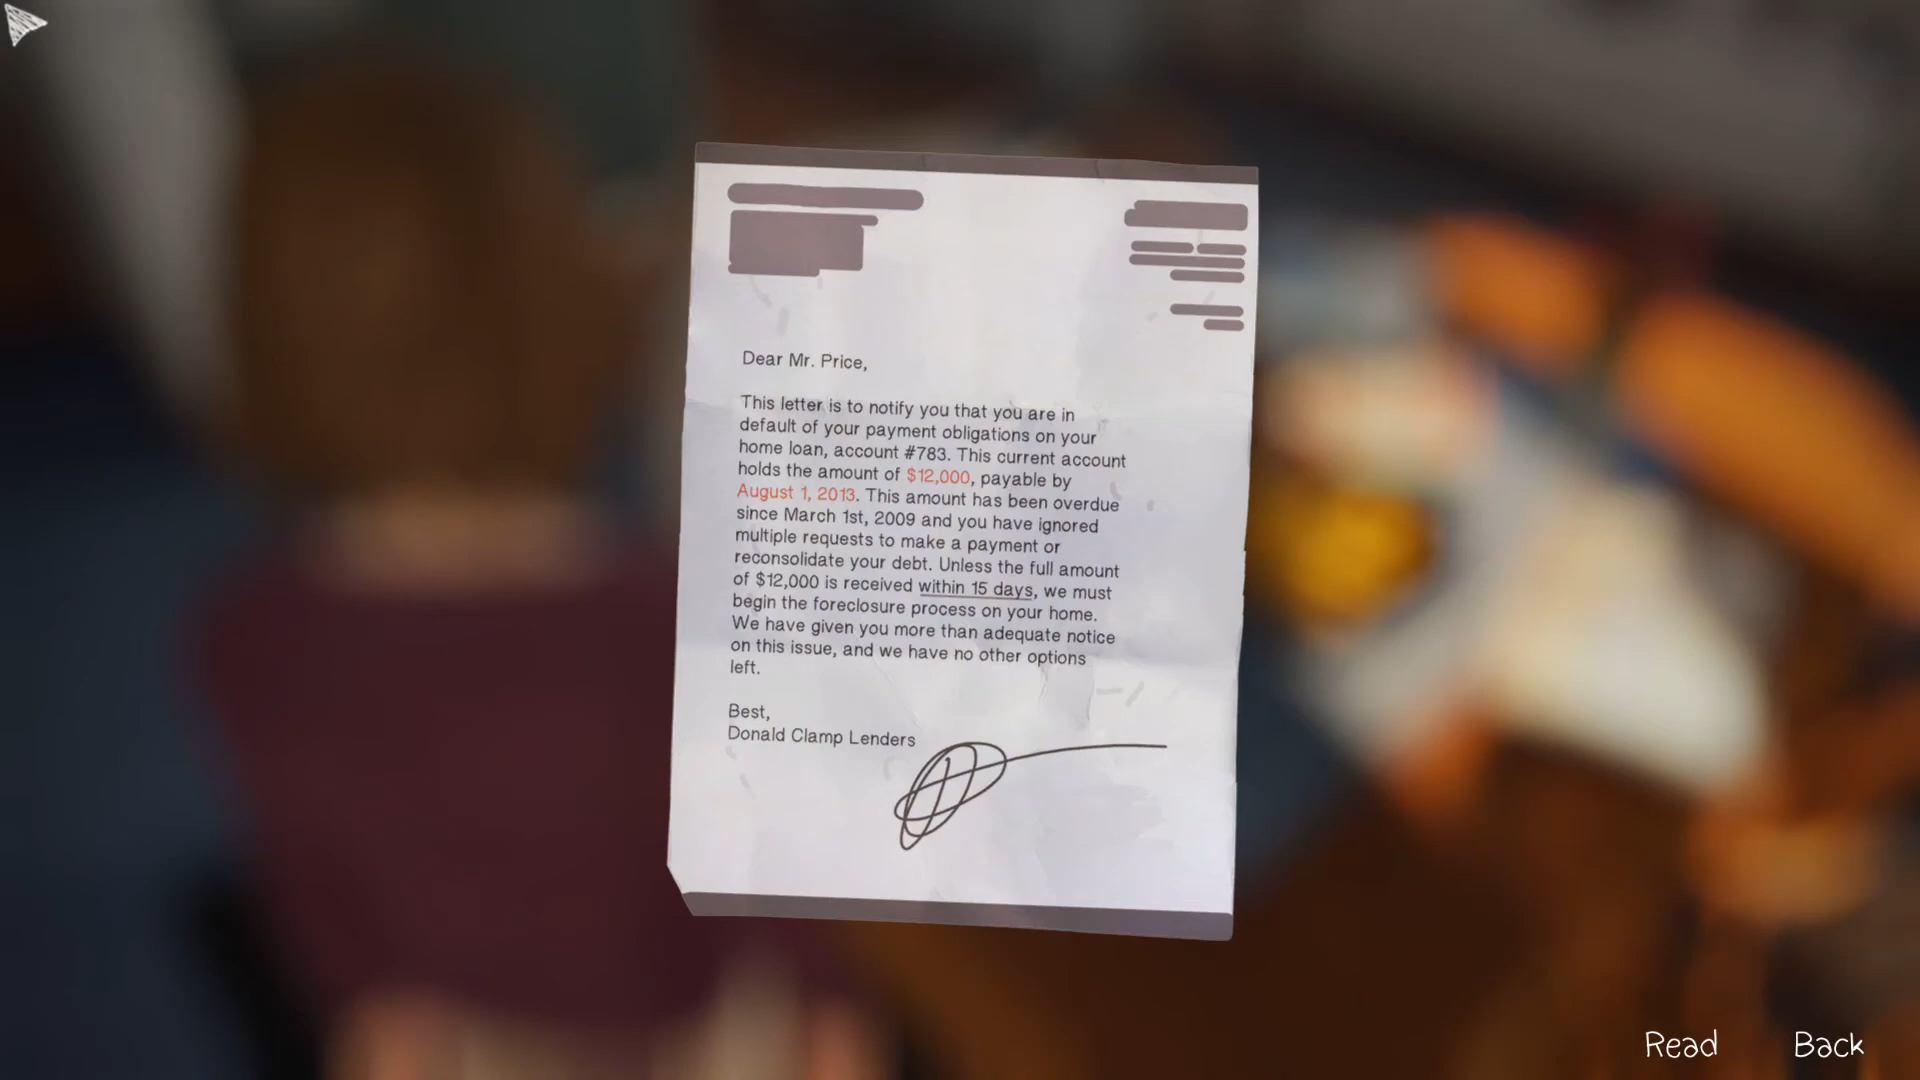 Dear Mr. Price,
This letter is to notify you that you are in
default of your payment obligations on your
home loan, account #783. This current account
holds the amount of $12,000, payable by
August 1, 2013. This amount has been overdue
since March 1st, 2009 and you have ignored
multiple requests to make a payment or
reconsolidate your debt. Unless the full amount
of $12,000 is received within 15 days, we must
begin the foreclosure process on your home.
We have given you more than adequate notice
on this issue, and we have no other options
left.
Best,
Donald Clamp Lenders
Read
Back